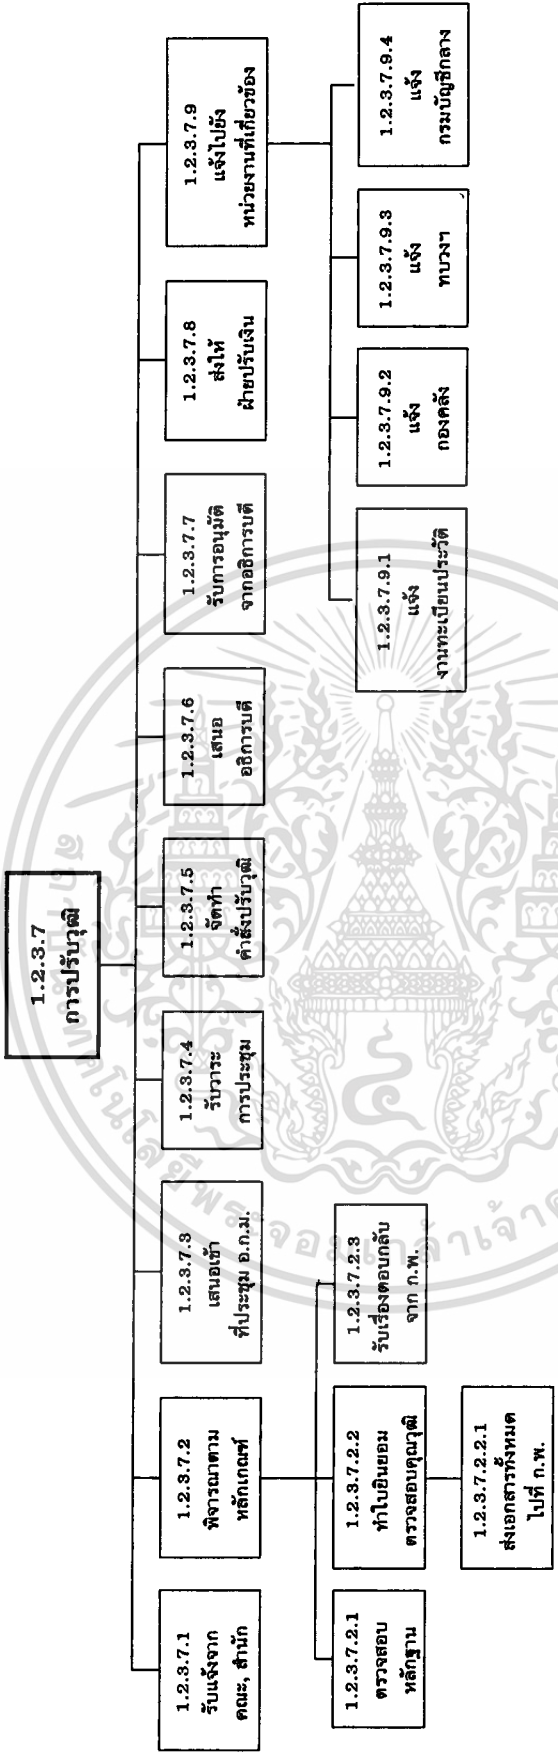 1.2.3.7
การปรับวุฒิ
1.2.3.7.1
รับแจ้งจาก
คณะ, สำนัก
1.2.3.7.2
พิจารณาตาม
หลักเกณฑ์
1.2.3.7.3
เสนอเข้า
ที่ประชุม อ.ก.ม.
1.2.3.7.4
รับวาระ
การประชุม
1.2.3.7.5
จัดทำ
คำสั่งปรับวุฒิ
1.2.3.7.6
เสนอ
อธิการบดี
1.2.3.7.7
รับการอนุมัติ
จากอธิการบดี
1.2.3.7.8
ส่งให้
ฝ่ายปรับเงิน
1.2.3.7.9
แจ้งไปยัง
หน่วยงานที่เกี่ยวข้อง
1.2.3.7.2.1
ตรวจสอบ
หลักฐาน
1.2.3.7.2.2
ทำใบยินยอม
ตรวจสอบคุณวุฒิ
1.2.3.7.2.3
รับเรื่องตอบกลับ
จาก ก.พ.
1.2.3.7.9.1
แจ้ง
งานทะเบียนประวัติ
1.2.3.7.9.2
แจ้ง
กองคลัง
1.2.3.7.9.3
แจ้ง
ทบวงฯ
1.2.3.7.9.4
แจ้ง
กรมบัญชีกลาง
1.2.3.7.2.2.1
ส่งเอกสารทั้งหมด
ไปที่ ก.พ.